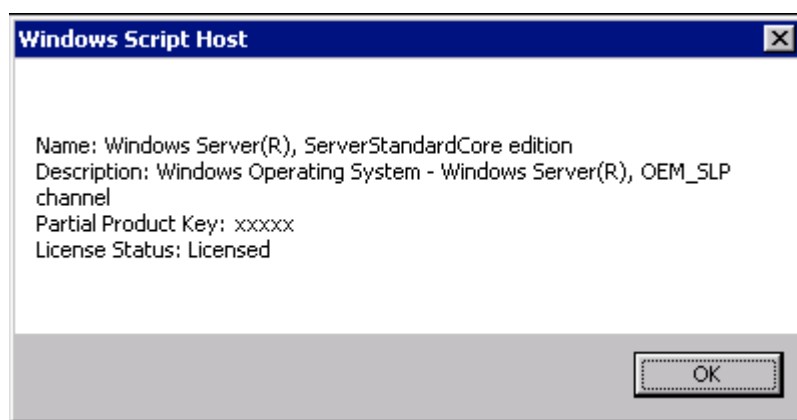 Windows Script Host
Name: Windows Server(R), ServerStandardCore edition
Description: Windows Operating System - Windows Server(R), OEM_SLP
channel
Partial Product Key: xxxxx
License Status: Licensed
OK